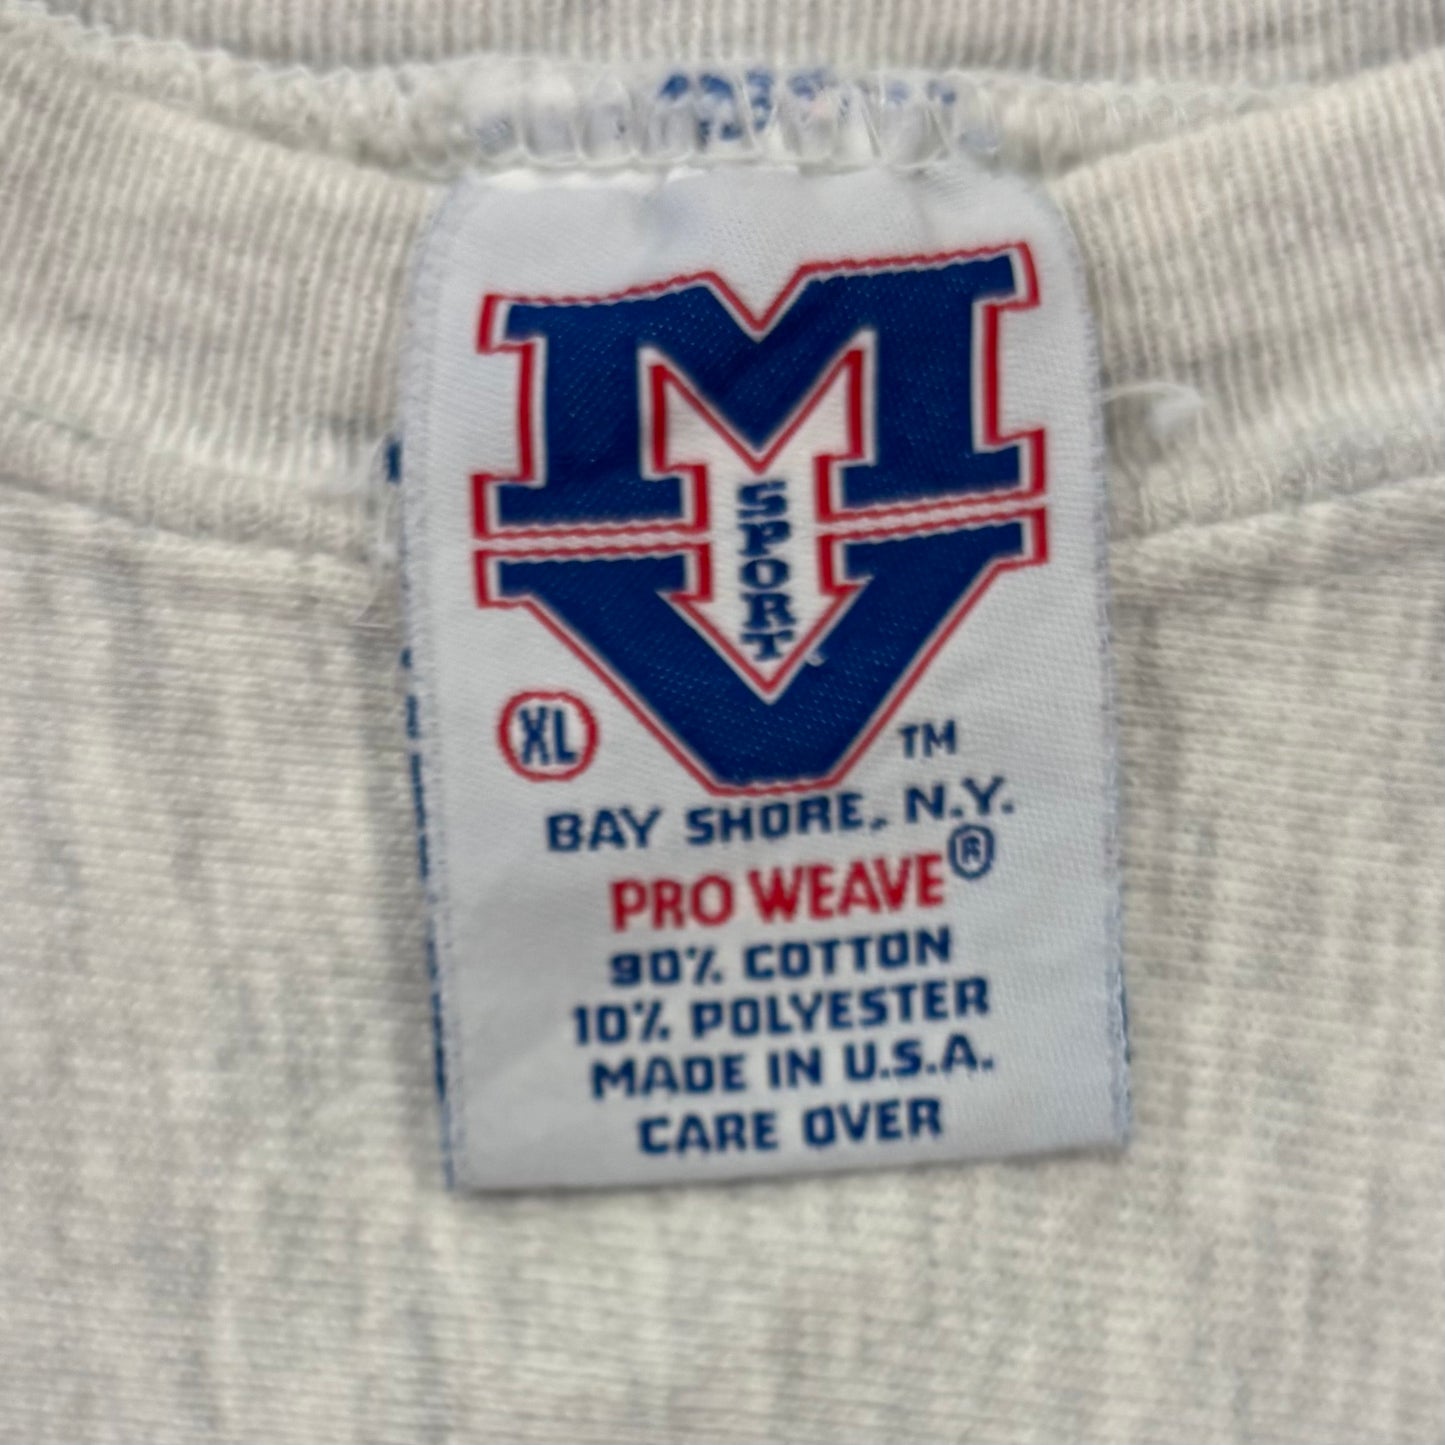 MV
SPORT
XL
TM
BAY SHORE, N.Y.
PRO WEAVE®
90% COTTON
10% POLYESTER
MADE IN U.S.A.
CARE OVER